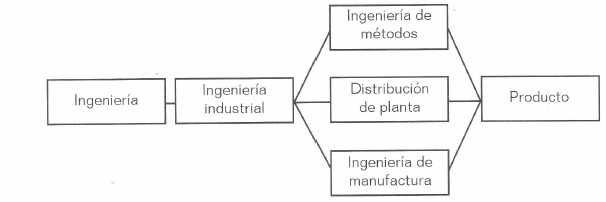 Ingeniería
Ingeniería
industrial
Ingeniería de
métodos
Distribución
de planta
Ingeniería de
manufactura
Producto